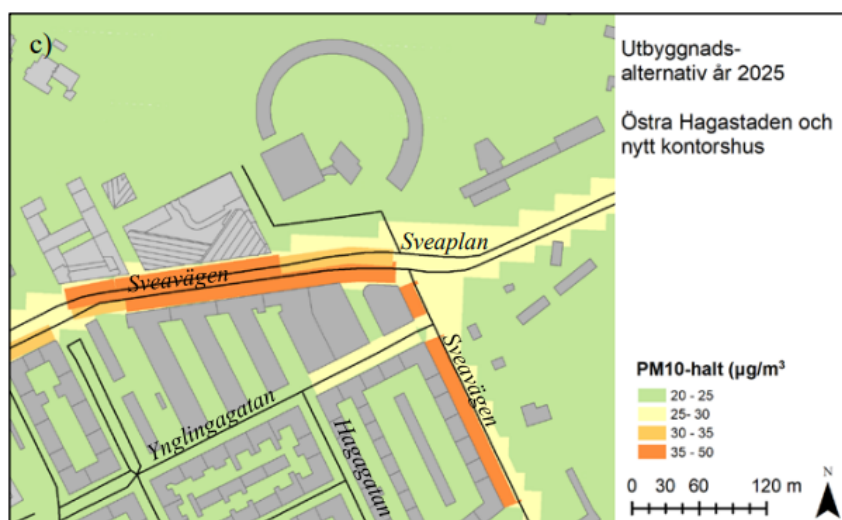 c)
Utbyggnads-
alternativ år 2025
Östra Hagastaden och
nytt kontorshus
Sveaplan
Sveavägen
Sveavägen
Ynglingagatan
Hagagatan
PM10-halt (µg/m³
20 - 25
25- 30
30 - 35
35 - 50
0 30 60 120 m
N